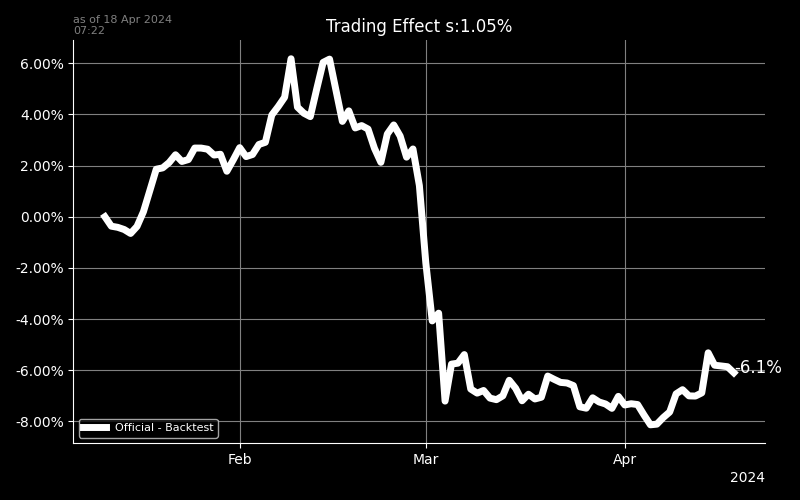 as of 18 Apr 2024
07:22
Trading Effect s:1.05%
6.00%
4.00%
2.00%
0.00%
-2.00%
-4.00%
-6.00%
-8.00%
-6.1%
Official - Backtest
Feb
Mar
Apr
2024